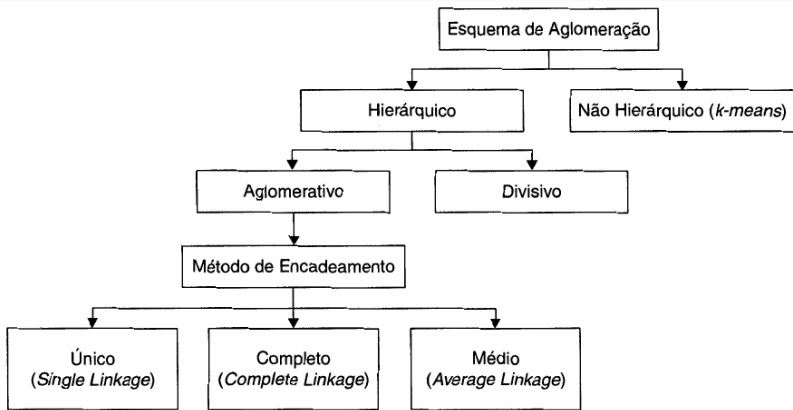 Esquema de Aglomeração
Hierárquico
Não Hierárquico (k-means)
Aglomerativo
Divisivo
Método de Encadeamento
Único
(Single Linkage)
Completo
(Complete Linkage)
Médio
(Average Linkage)